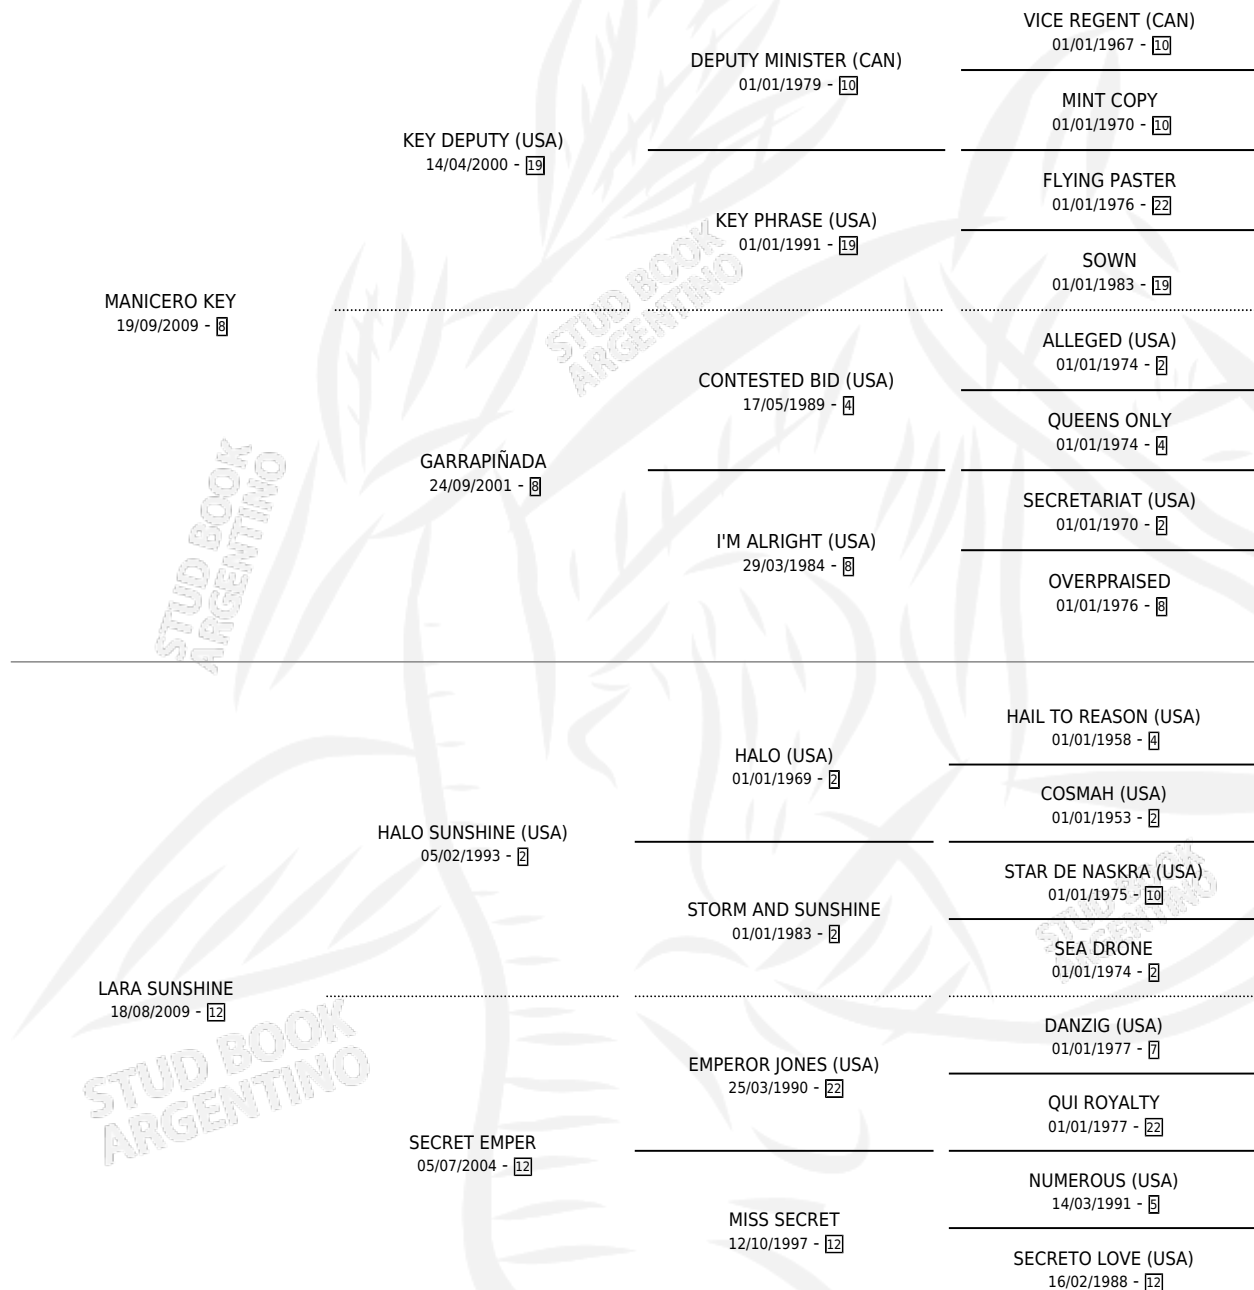 VICE REGENT (CAN)
01/01/1967 - 10
DEPUTY MINISTER (CAN)
01/01/1979 - 10
MINT COPY
01/01/1970 - 10
KEY DEPUTY (USA)
14/04/2000 - 19
FLYING PASTER
01/01/1976 - 22
KEY PHRASE (USA)
01/01/1991 - 19
SOWN
01/01/1983 - 19
MANICERO KEY
19/09/2009 - 8
ALLEGED (USA)
01/01/1974 - 2
CONTESTED BID (USA)
17/05/1989 - 4
QUEENS ONLY
01/01/1974 - 4
GARRAPIÑADA
24/09/2001 - 8
SECRETARIAT (USA)
01/01/1970 - 2
I'M ALRIGHT (USA)
29/03/1984 - 8
OVERPRAISED
01/01/1976 - 8
HAIL TO REASON (USA)
01/01/1958 - 4
HALO (USA)
01/01/1969 - 2
COSMAH (USA)
01/01/1953 - 2
HALO SUNSHINE (USA)
05/02/1993 - 2
STAR DE NASKRA (USA)
01/01/1975 - 10
STORM AND SUNSHINE
01/01/1983 - 2
SEA DRONE
01/01/1974 - 2
LARA SUNSHINE
18/08/2009 - 12
DANZIG (USA)
01/01/1977 - 7
EMPEROR JONES (USA)
25/03/1990 - 22
QUI ROYALTY
01/01/1977 - 22
SECRET EMPER
05/07/2004 - 12
NUMEROUS (USA)
14/03/1991 - 5
MISS SECRET
12/10/1997 - 12
SECRETO LOVE (USA)
16/02/1988 - 12
STUD BOOK
ARGENTINO
STUD BOOK
ARGENTINO
STUD BOOK
ARGENTINO
STUD BOOK
ARGENTINO